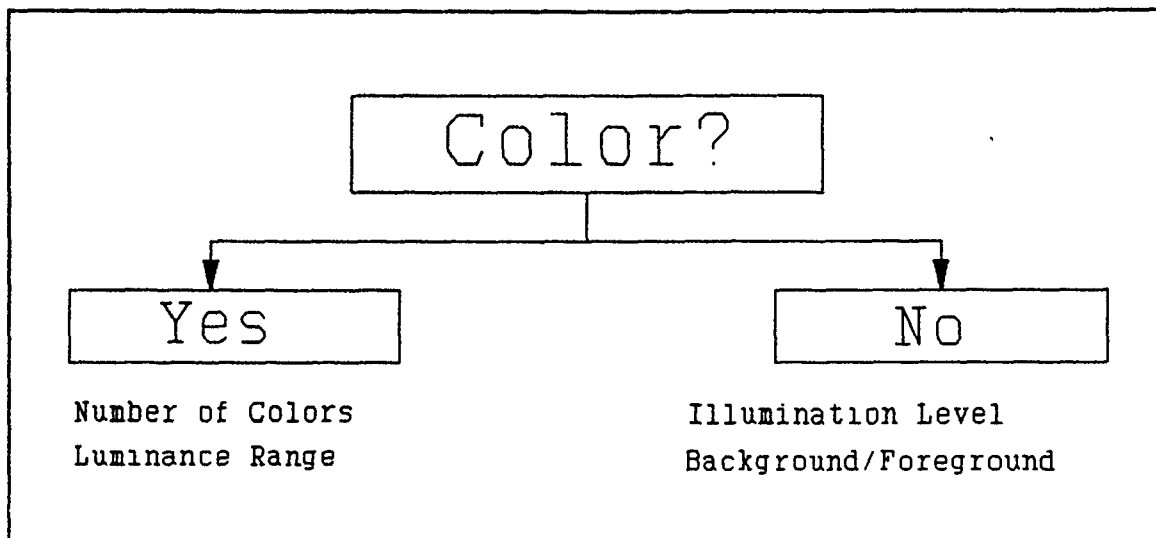 Color?
Yes
No
Number of Colors
Luminance Range
Illumination Level
Background/Foreground